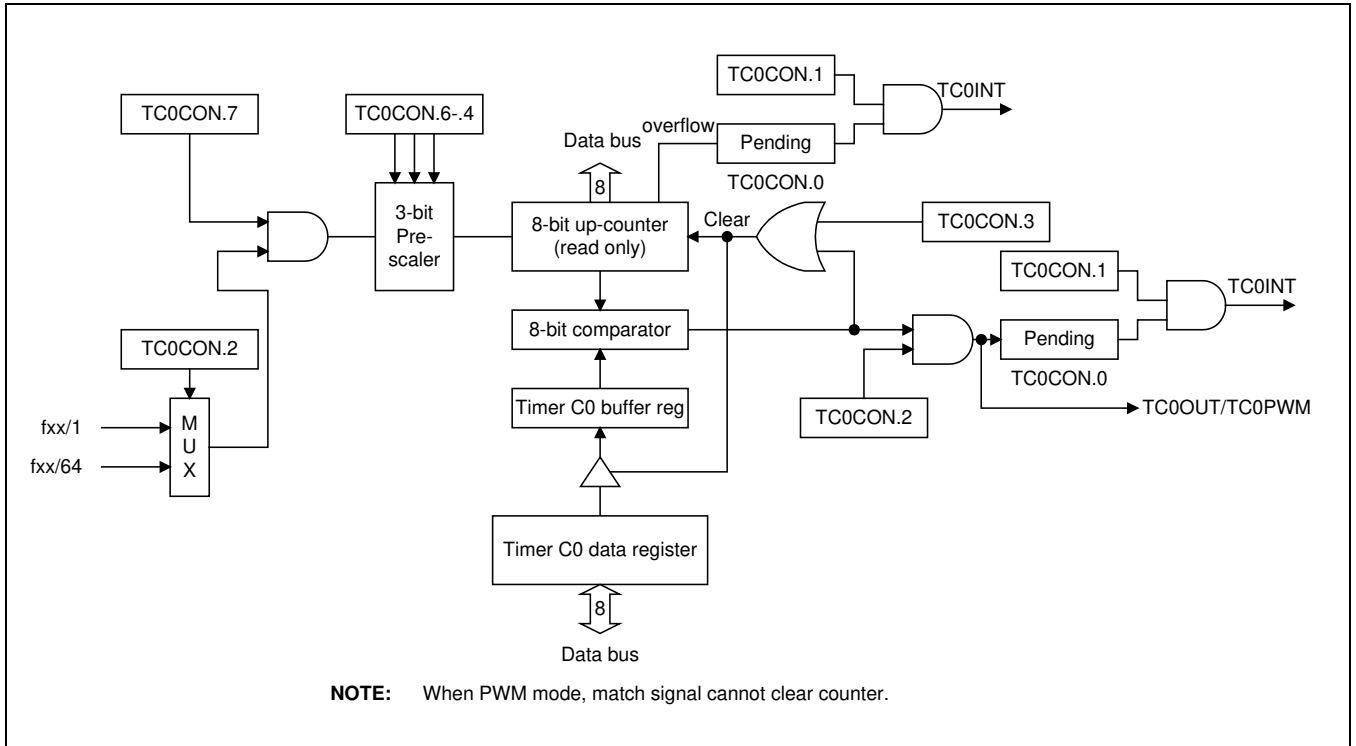 TC0CON.1
TC0INT
TC0CON.7
TC0CON.6-.4
overflow
Data bus
Pending
8
TC0CON.0
3-bit
Pre-
scaler
8-bit up-counter
(read only)
Clear
TC0CON.3
TC0CON.1
TC0INT
8-bit comparator
Pending
TC0CON.2
TC0CON.0
Timer C0 buffer reg
TC0CON.2
TC0OUT/TC0PWM
fxx/1
fxx/64
M
U
X
Timer C0 data register
8
Data bus
NOTE: When PWM mode, match signal cannot clear counter.